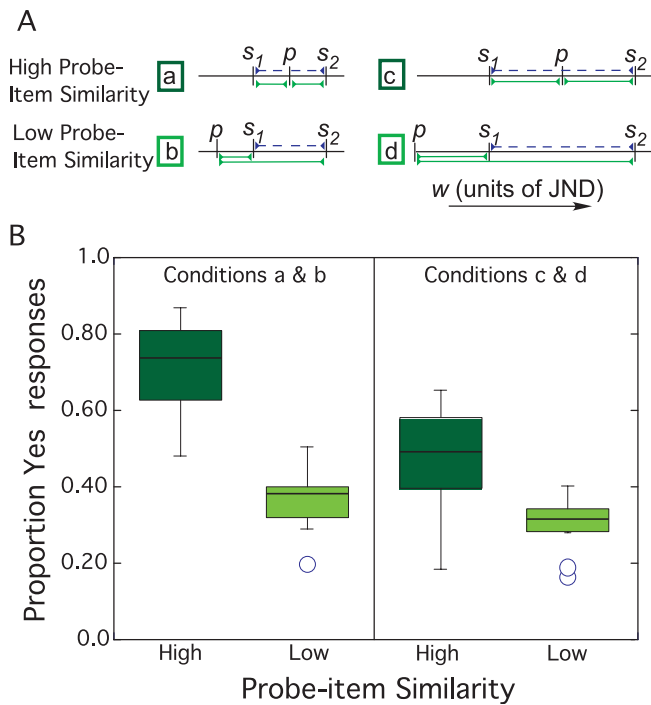 A
High Probe-
Item Similarity
a
s1 p s2
c
s1 p s2
Low Probe-
Item Similarity
b
p s1 s2
d
p s1 s2
w (units of JND)
B
Proportion Yes responses
1.0
0.80
0.60
0.40
0.20
0.0
Conditions a & b
Conditions c & d
High
Low
High
Low
Probe-item Similarity